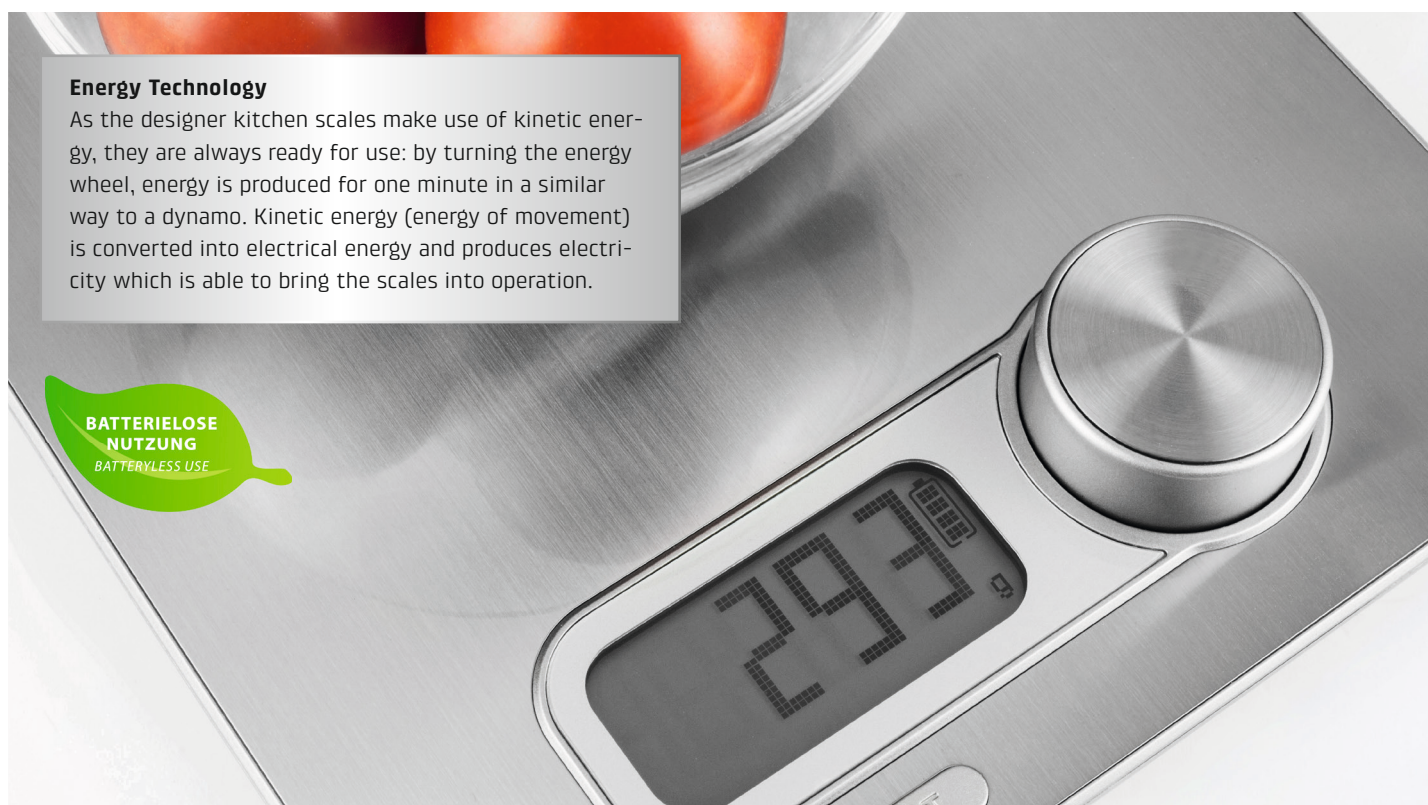 Energy Technology
As the designer kitchen scales make use of kinetic ener-
gy, they are always ready for use: by turning the energy
wheel, energy is produced for one minute in a similar
way to a dynamo. Kinetic energy (energy of movement)
is converted into electrical energy and produces electri-
city which is able to bring the scales into operation.
BATTERIELOSE
NUTZUNG
BATTERYLESS USE
293 g